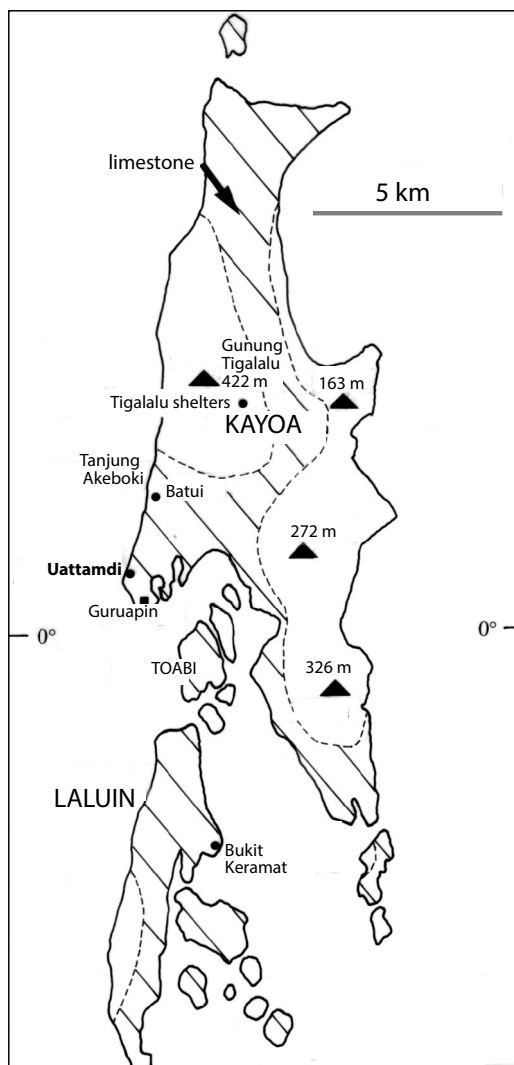 limestone
5 km
Gunung
Tigalalu
422 m
163 m
Tigalalu shelters
KAYOA
Tanjung
Akeboki
Batui
272 m
Uattamdi
Guruapin
0°
0°
TOABI
326 m
LALUIN
Bukit
Keramat